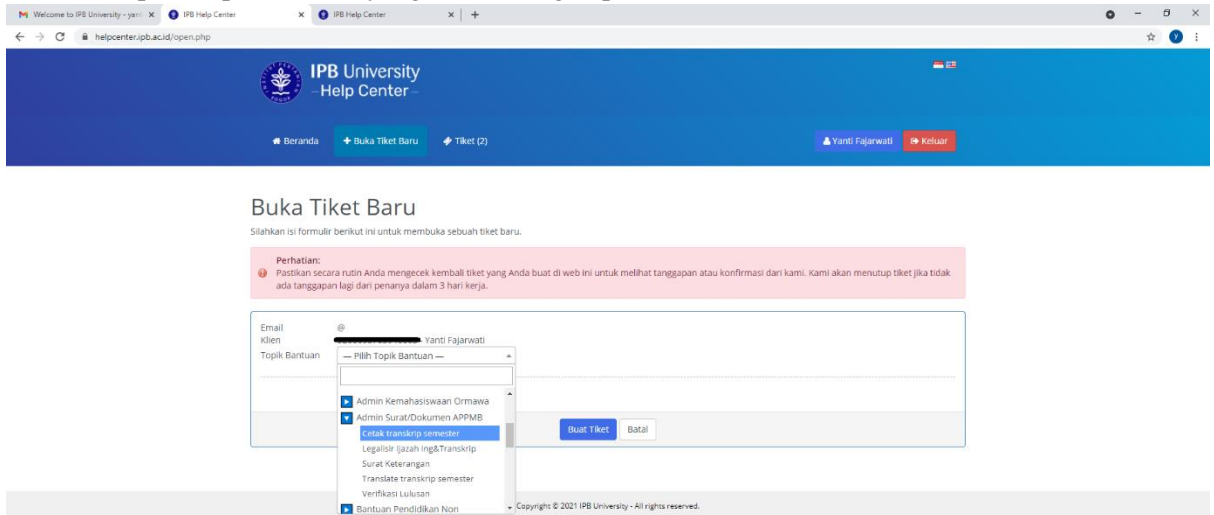 Welcome to IPB University - yanti
IPB Help Center
IPB Help Center
helpcenter.ipb.ac.id/open.php
IPB University
Help Center
Beranda
Buka Tiket Baru
Tiket (2)
Yanti Fajarwati
Keluar
Buka Tiket Baru
Silahkan isi formulir berikut ini untuk membuka sebuah tiket baru.
Perhatian:
Pastikan secara rutin Anda mengecek kembali tiket yang Anda buat di web ini untuk melihat tanggapan atau konfirmasi dari kami. Kami akan menutup tiket jika tidak
ada tanggapan lagi dari penanya dalam 3 hari kerja.
Email @
Klien Yanti Fajarwati
Topik Bantuan — Pilih Topik Bantuan —
Admin Kemahasiswaan Ormawa
Admin Surat/Dokumen APPMB
Cetak transkrip semester
Legalisir Ijazah ing&Transkrip
Surat Keterangan
Translate transkrip semester
Verifikasi Lulusan
Bantuan Pendidikan Non
Buat Tiket
Batal
Copyright © 2021 IPB University - All rights reserved.